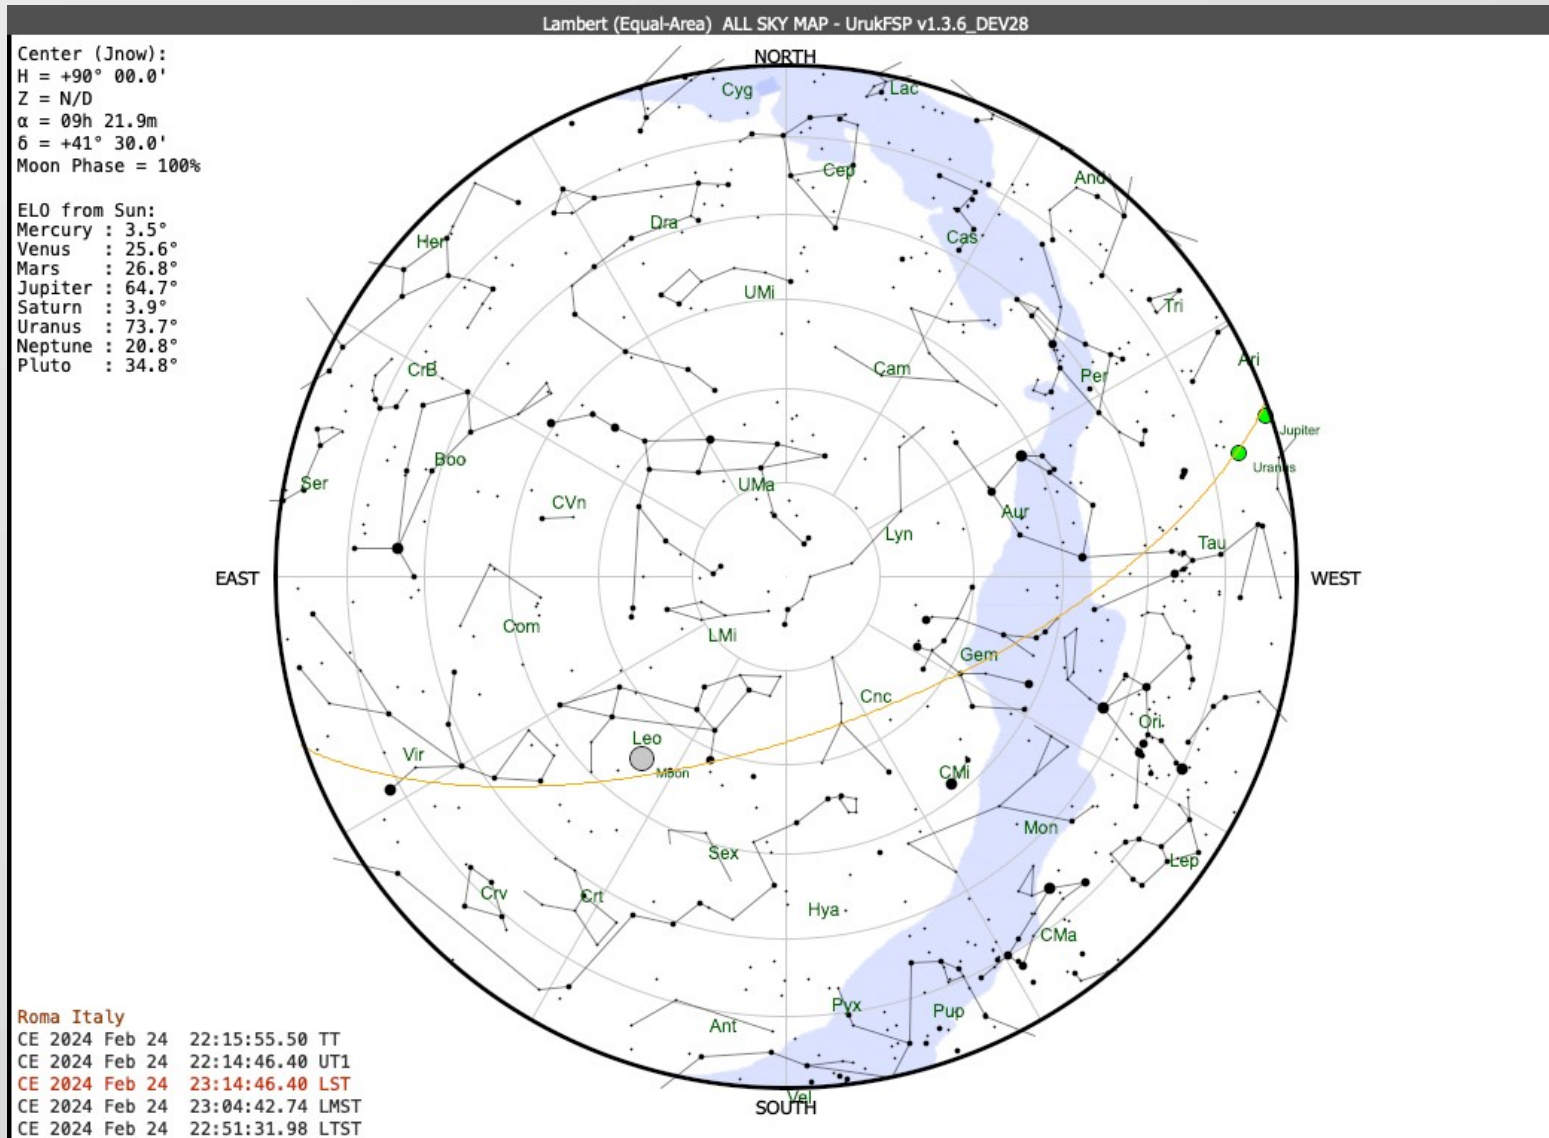 Lambert (Equal-Area) ALL SKY MAP - UrukFSP v1.3.6_DEV28
Center (Jnow):
H = +90° 00.0'
Z = N/D
α = 09h 21.9m
δ = +41° 30.0'
Moon Phase = 100%
ELO from Sun:
Mercury : 3.5°
Venus : 25.6°
Mars : 26.8°
Jupiter : 64.7°
Saturn : 3.9°
Uranus : 73.7°
Neptune : 20.8°
Pluto : 34.8°
NORTH
Cyg
Lac
Cep
And
Dra
Cas
Her
UMi
Tri
Ari
CrB
Cam
Per
Jupiter
Boo
Uranus
Ser
UMa
CVn
Aur
Lyn
Tau
EAST
WEST
Com
LMi
Gem
Cnc
Ori
Leo
Vir
Moon
CMi
Mon
Sex
Lep
Crv
Crt
Hya
CMa
Pyx
Pup
Ant
Vel
SOUTH
Roma Italy
CE 2024 Feb 24 22:15:55.50 TT
CE 2024 Feb 24 22:14:46.40 UT1
CE 2024 Feb 24 23:14:46.40 LST
CE 2024 Feb 24 23:04:42.74 LMST
CE 2024 Feb 24 22:51:31.98 LTST